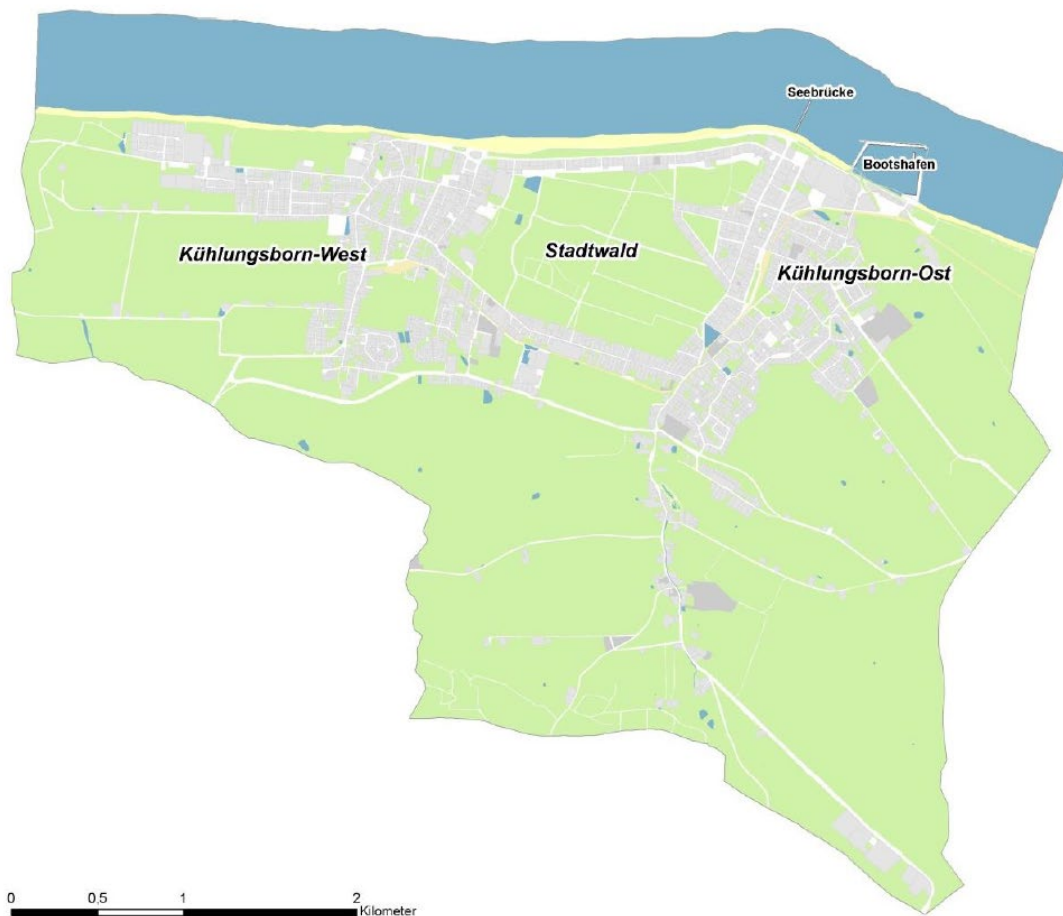 Seebrücke
Bootshafen
Kühlungsborn-West
Stadtwald
Kühlungsborn-Ost
0 0,5 1 2
Kilometer